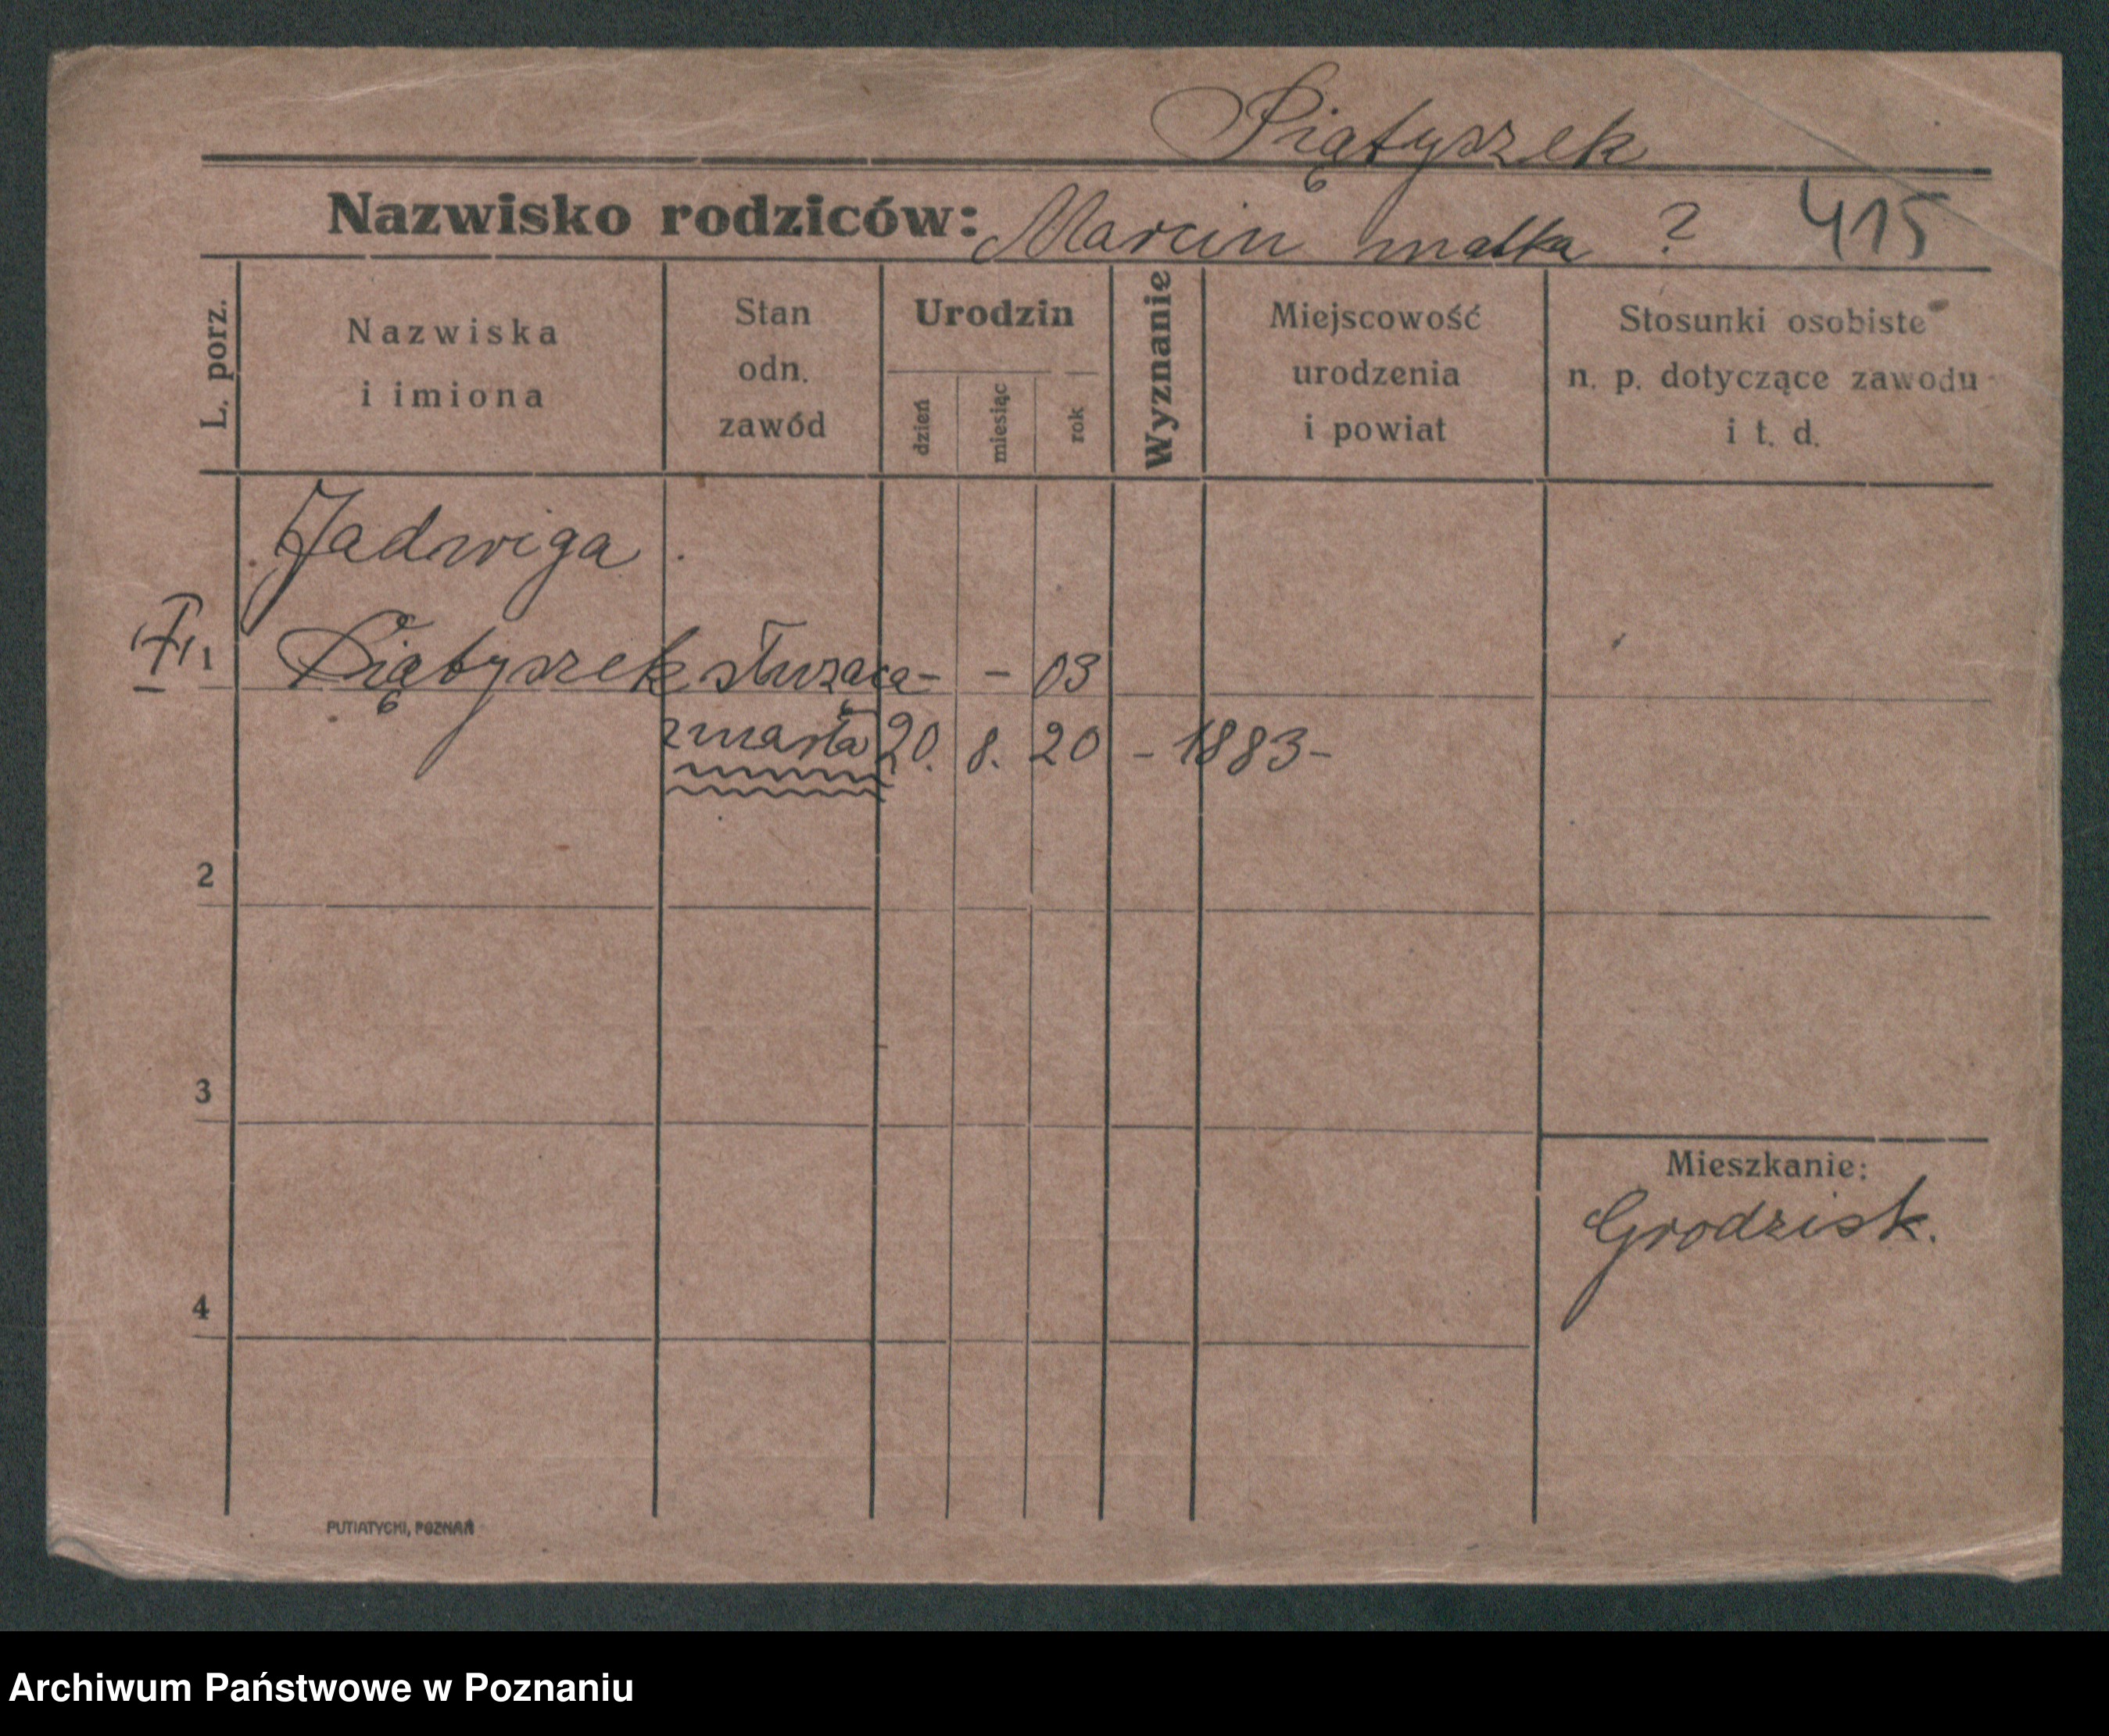 Piątyszek
Nazwisko rodziców: Marcin matka ? 415
L. porz.
Nazwiska
i imiona
Stan
odn.
zawód
Urodzin
dzień
miesiąc
rok
Wyznanie
Miejscowość
urodzenia
i powiat
Stosunki osobiste
n. p. dotyczące zawodu
i t. d.
Jadwiga
1 Piątyszek służąca - - 03
zmarła 20. 8. 20 - 1883 -
2
3
4
Mieszkanie:
Grodzisk.
PUTIATYCKI, POZNAŃ
Archiwum Państwowe w Poznaniu